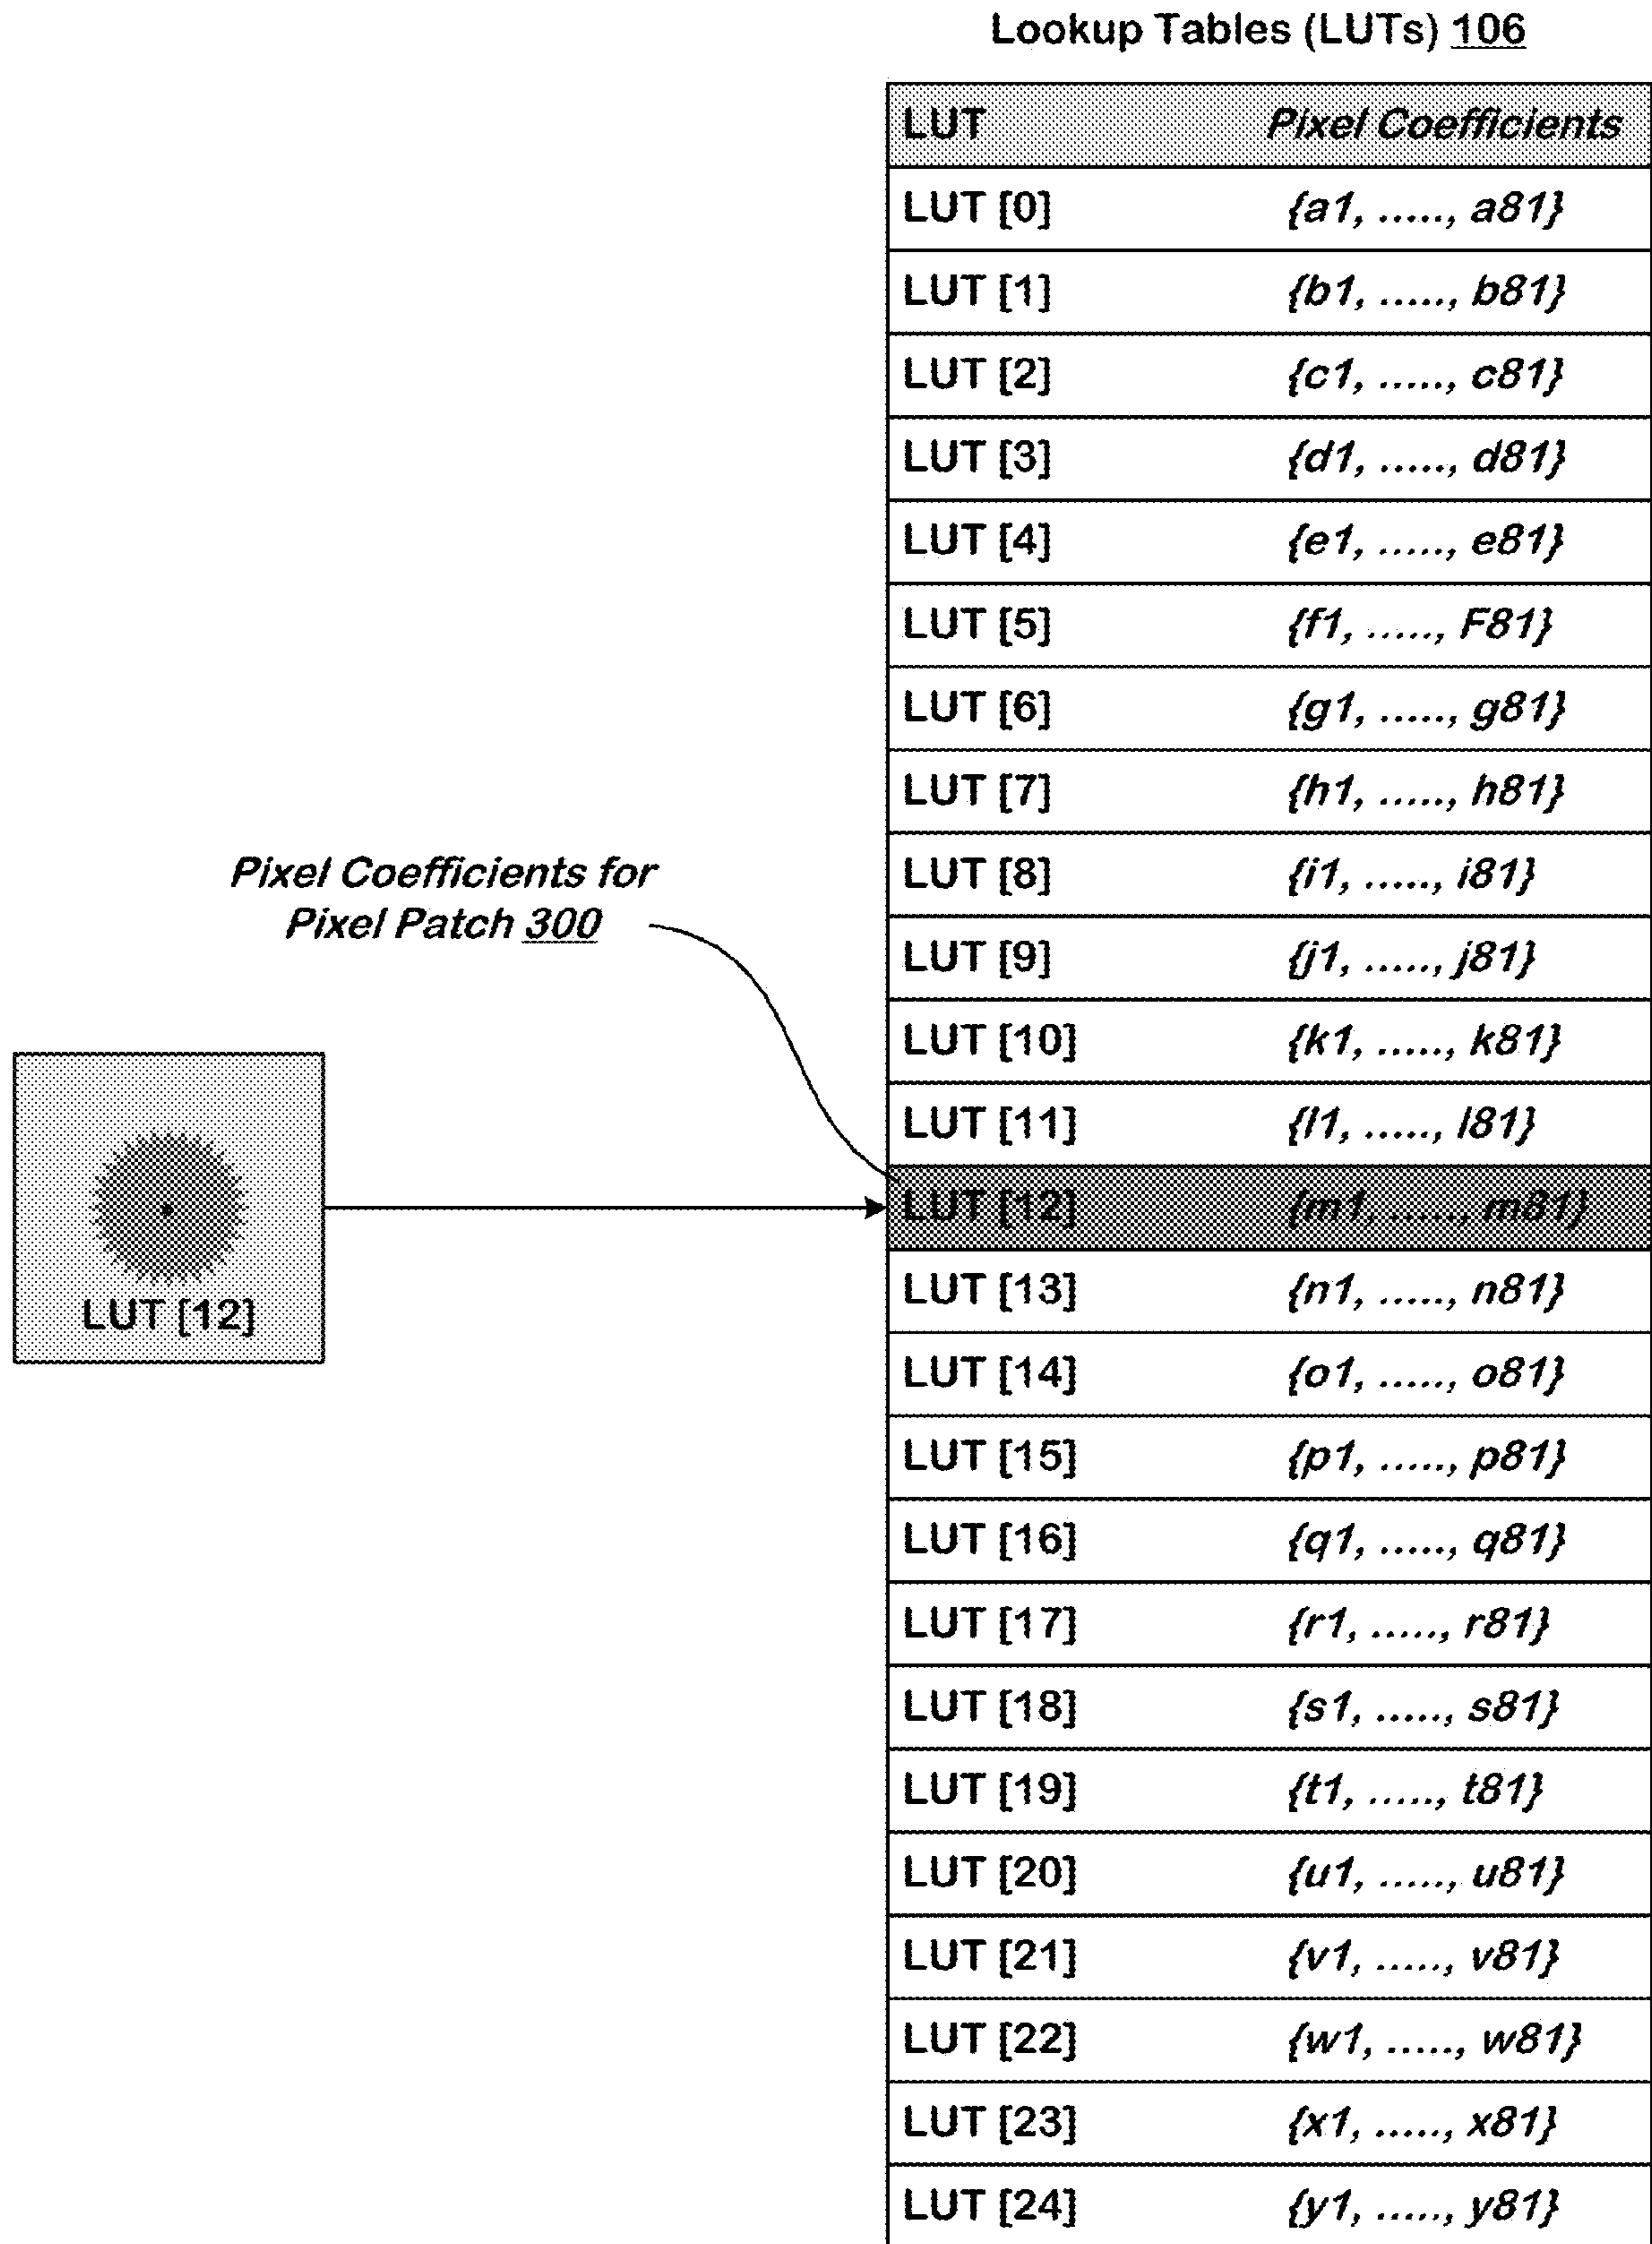 Lookup Tables (LUTs) 106
LUT Pixel Coefficients
LUT [0] {a1, ....., a81}
LUT [1] {b1, ....., b81}
LUT [2] {c1, ....., c81}
LUT [3] {d1, ....., d81}
LUT [4] {e1, ....., e81}
LUT [5] {f1, ....., F81}
LUT [6] {g1, ....., g81}
LUT [7] {h1, ....., h81}
LUT [8] {i1, ....., i81}
LUT [9] {j1, ....., j81}
LUT [10] {k1, ....., k81}
LUT [11] {l1, ....., l81}
LUT [12] {m1, ....., m81}
LUT [13] {n1, ....., n81}
LUT [14] {o1, ....., o81}
LUT [15] {p1, ....., p81}
LUT [16] {q1, ....., q81}
LUT [17] {r1, ....., r81}
LUT [18] {s1, ....., s81}
LUT [19] {t1, ....., t81}
LUT [20] {u1, ....., u81}
LUT [21] {v1, ....., v81}
LUT [22] {w1, ....., w81}
LUT [23] {x1, ....., x81}
LUT [24] {y1, ....., y81}
Pixel Coefficients for
Pixel Patch 300
LUT [12]